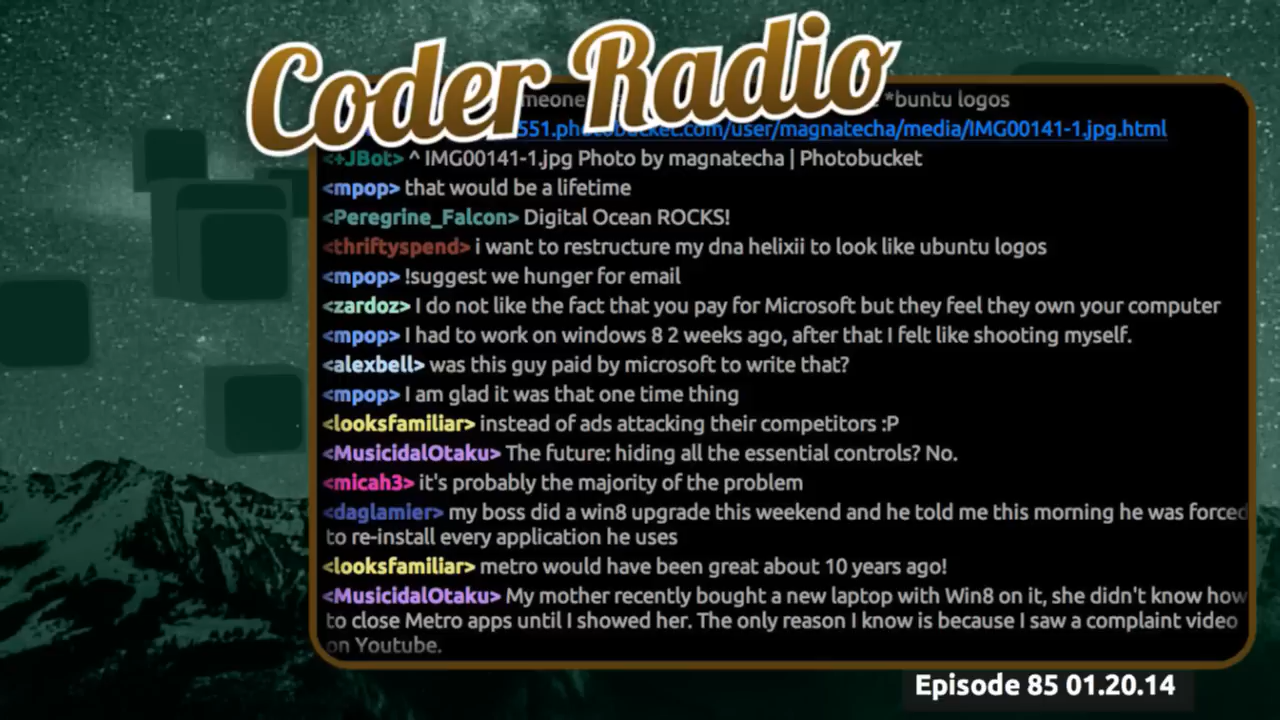 Coder Radio
*buntu logos
551.photobucket.com/user/magnatecha/media/IMG00141-1.jpg.html
<+JBot> ^ IMG00141-1.jpg Photo by magnatecha | Photobucket
<mpop> that would be a lifetime
<Peregrine_Falcon> Digital Ocean ROCKS!
<thriftyspend> i want to restructure my dna helixii to look like ubuntu logos
<mpop> !suggest we hunger for email
<zardoz> I do not like the fact that you pay for Microsoft but they feel they own your computer
<mpop> I had to work on windows 8 2 weeks ago, after that I felt like shooting myself.
<alexbell> was this guy paid by microsoft to write that?
<mpop> I am glad it was that one time thing
<looksfamiliar> instead of ads attacking their competitors :P
<MusicidalOtaku> The future: hiding all the essential controls? No.
<micah3> it's probably the majority of the problem
<daglamier> my boss did a win8 upgrade this weekend and he told me this morning he was forced
to re-install every application he uses
<looksfamiliar> metro would have been great about 10 years ago!
<MusicidalOtaku> My mother recently bought a new laptop with Win8 on it, she didn't know how
to close Metro apps until I showed her. The only reason I know is because I saw a complaint video
on Youtube.
Episode 85 01.20.14